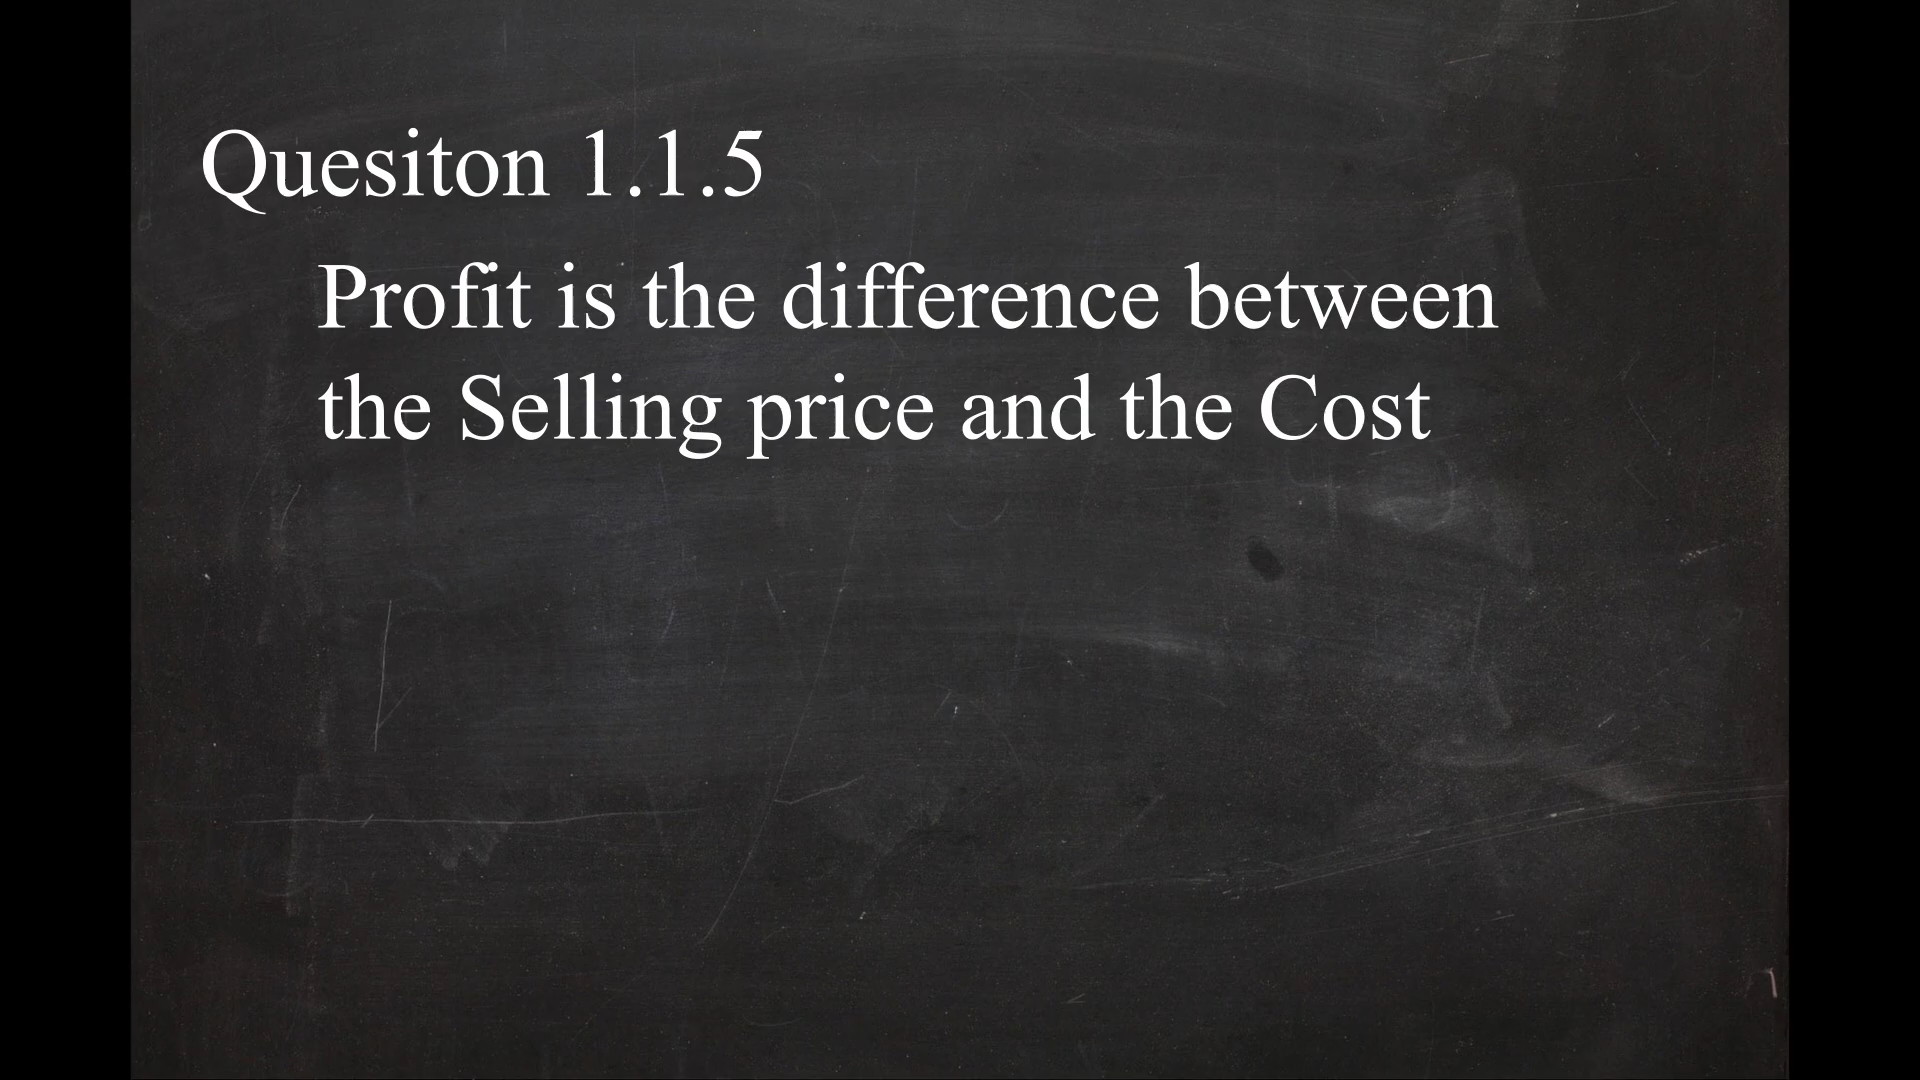 Quesiton 1.1.5
Profit is the difference between
the Selling price and the Cost